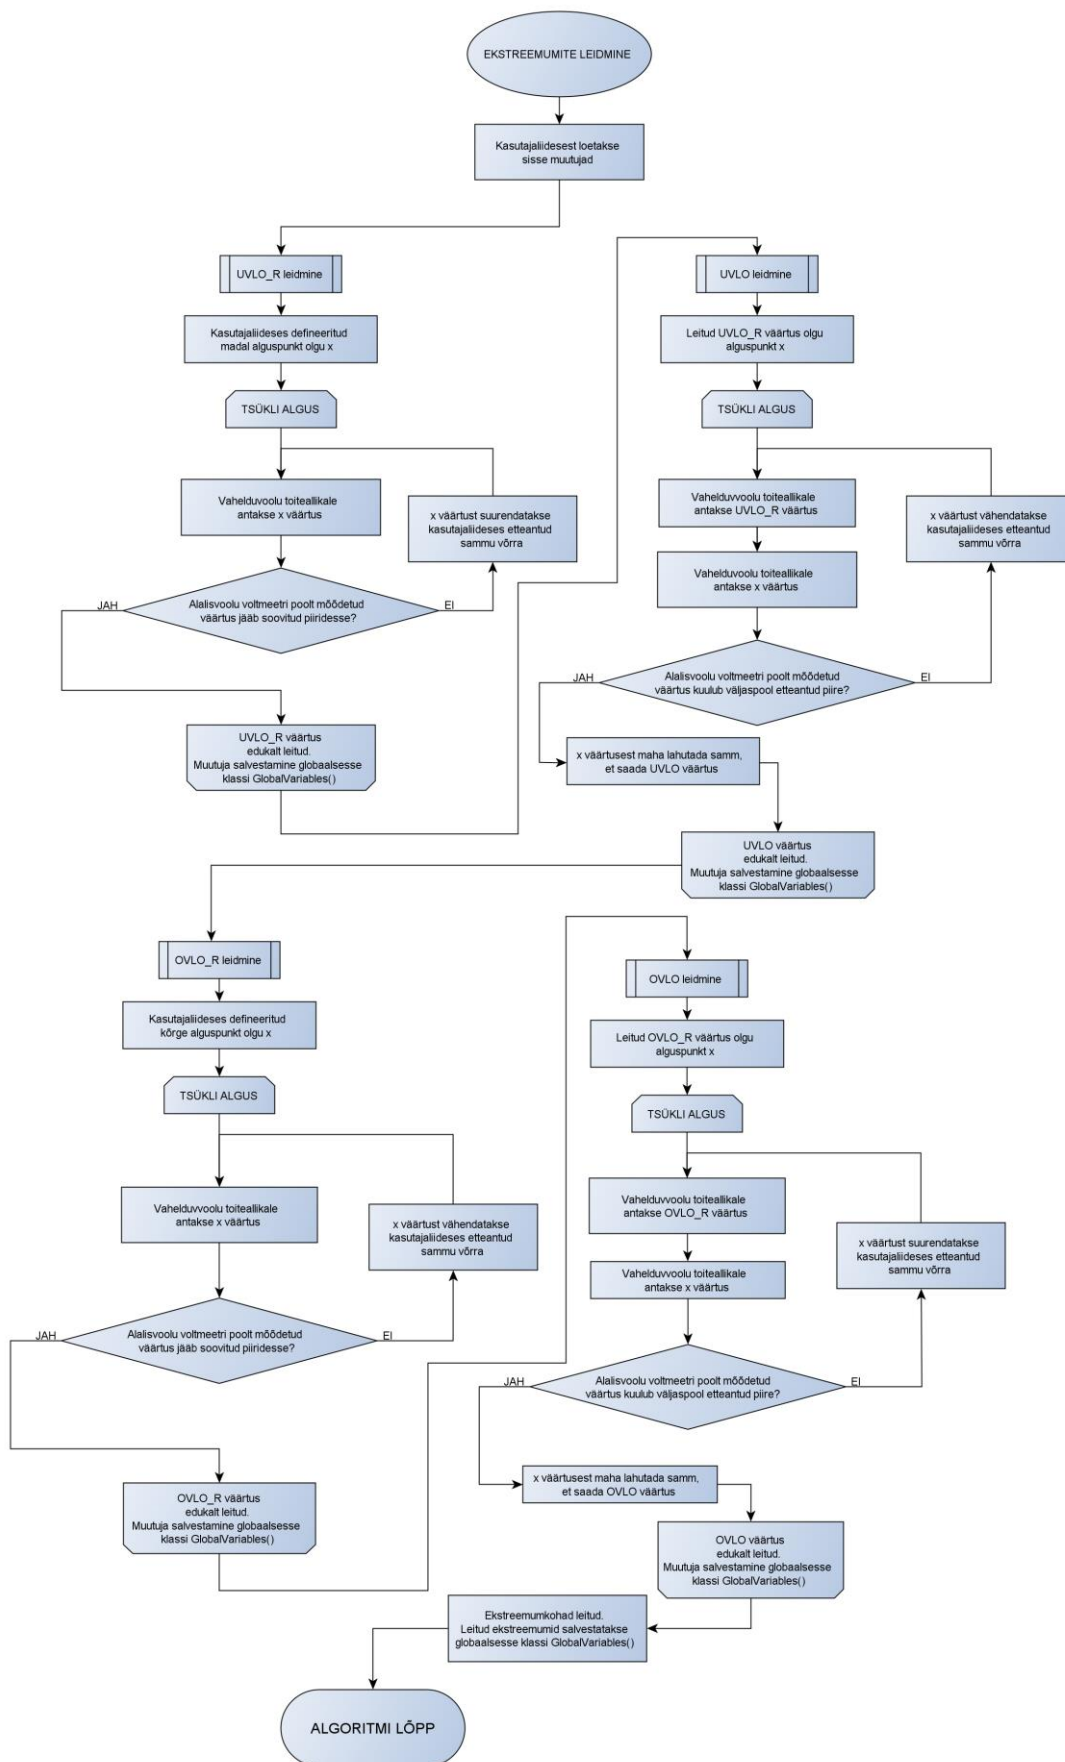 EKSTREEMUMITE LEIDMINE
Kasutajaliidesest loetakse
sisse muutujad
UVLO_R leidmine
Kasutajaliideses defineeritud
madal alguspunkt olgu x
TSÜKLI ALGUS
Vahelduvoolu toiteallikale
antakse x väärtus
x väärtust suurendatakse
kasutajaliideses etteantud
sammu võrra
JAH
Alalisvoolu voltmeetri poolt mõõdetud
väärtus jääb soovitud piiridesse?
EI
UVLO_R väärtus
edukalt leitud.
Muutuja salvestamine globaalsesse
klassi GlobalVariables()
UVLO leidmine
Leitud UVLO_R väärtus olgu
alguspunkt x
TSÜKLI ALGUS
Vahelduvvoolu toiteallikale
antakse UVLO_R väärtus
x väärtust vähendatakse
kasutajaliideses etteantud
sammu võrra
Vahelduvvoolu toiteallikale
antakse x väärtus
JAH
Alalisvoolu voltmeetri poolt mõõdetud
väärtus kuulub väljaspool etteantud piire?
EI
x väärtusest maha lahutada samm,
et saada UVLO väärtus
UVLO väärtus
edukalt leitud.
Muutuja salvestamine globaalsesse
klassi GlobalVariables()
OVLO_R leidmine
Kasutajaliideses defineeritud
kõrge alguspunkt olgu x
TSÜKLI ALGUS
Vahelduvvoolu toiteallikale
antakse x väärtus
x väärtust vähendatakse
kasutajaliideses etteantud
sammu võrra
JAH
Alalisvoolu voltmeetri poolt mõõdetud
väärtus jääb soovitud piiridesse?
EI
OVLO_R väärtus
edukalt leitud.
Muutuja salvestamine globaalsesse
klassi GlobalVariables()
OVLO leidmine
Leitud OVLO_R väärtus olgu
alguspunkt x
TSÜKLI ALGUS
Vahelduvvoolu toiteallikale
antakse OVLO_R väärtus
x väärtust suurendatakse
kasutajaliideses etteantud
sammu võrra
Vahelduvvoolu toiteallikale
antakse x väärtus
JAH
Alalisvoolu voltmeetri poolt mõõdetud
väärtus kuulub väljaspool etteantud piire?
EI
x väärtusest maha lahutada samm,
et saada OVLO väärtus
OVLO väärtus
edukalt leitud.
Muutuja salvestamine globaalsesse
klassi GlobalVariables()
Ekstreemumkohad leitud.
Leitud ekstreemumid salvestatakse
globaalsesse klassi GlobalVariables()
ALGORITMI LÕPP